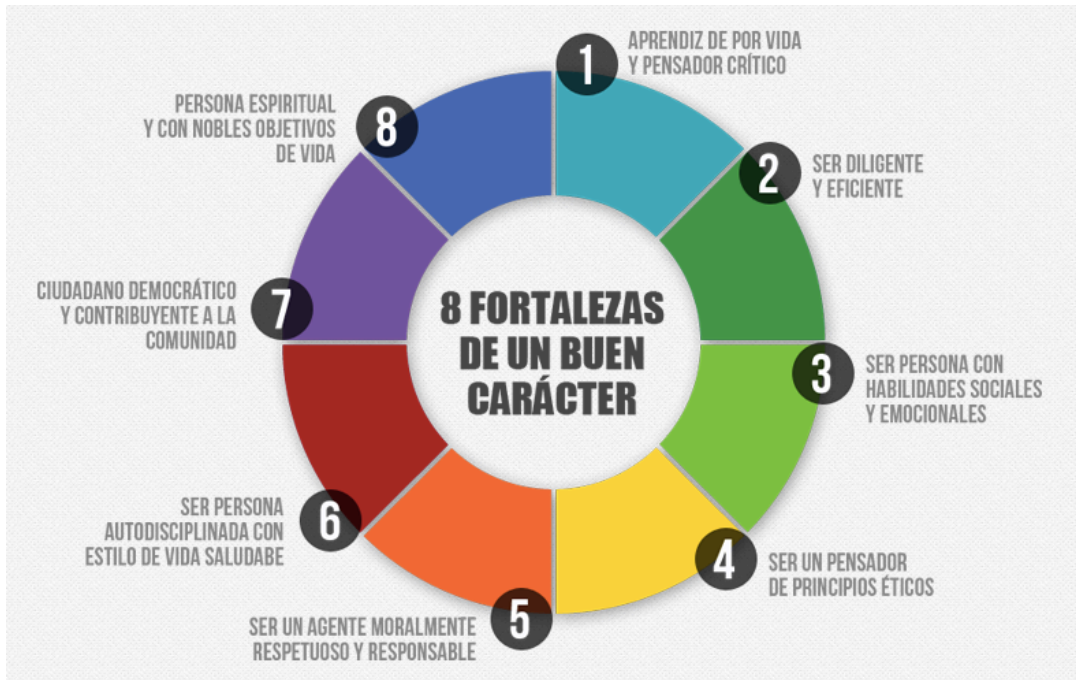 8 FORTALEZAS
DE UN BUEN
CARÁCTER
1
APRENDIZ DE POR VIDA
Y PENSADOR CRÍTICO
2
SER DILIGENTE
Y EFICIENTE
3
SER PERSONA CON
HABILIDADES SOCIALES
Y EMOCIONALES
4
SER UN PENSADOR
DE PRINCIPIOS ÉTICOS
5
SER UN AGENTE MORALMENTE
RESPETUOSO Y RESPONSABLE
6
SER PERSONA
AUTODISCIPLINADA CON
ESTILO DE VIDA SALUDABE
7
CIUDADANO DEMOCRÁTICO
Y CONTRIBUYENTE A LA
COMUNIDAD
8
PERSONA ESPIRITUAL
Y CON NOBLES OBJETIVOS
DE VIDA